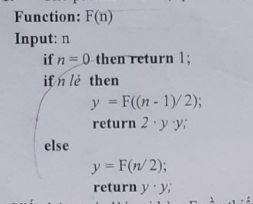 Function: F(n)
Input: n
if n = 0 then return 1;
if n lẻ then
y = F((n - 1)/ 2);
return 2 · y ·y;
else
y = F(n/2);
return y · y;